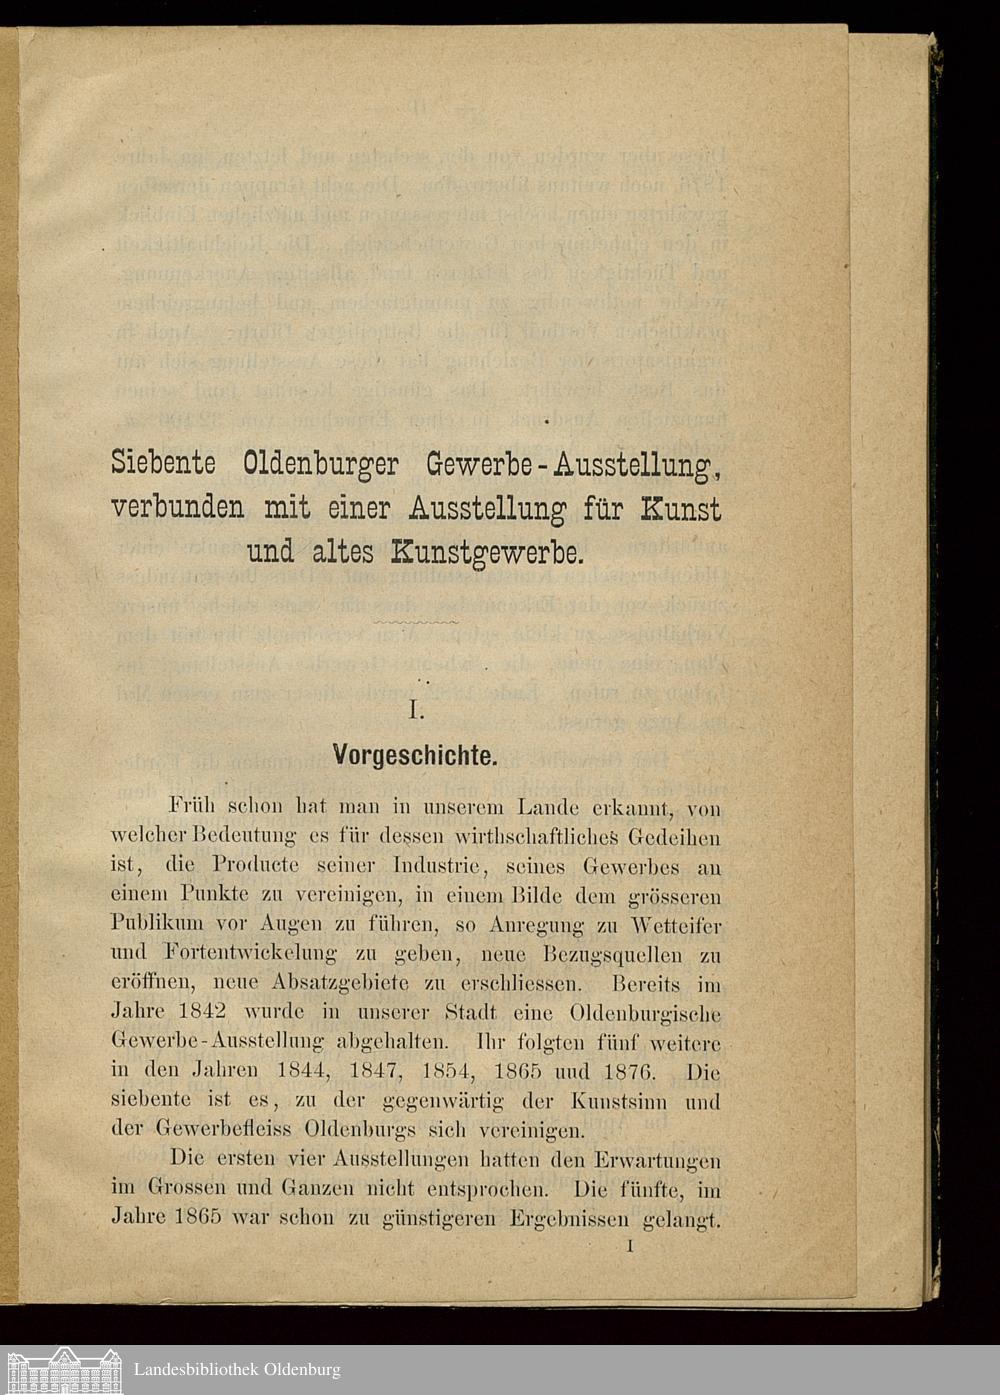 Siebente Oldenburger Gewerbe-Ausstellung,
verbunden mit einer Ausstellung für Kunst
und altes Kunstgewerbe.
I.
Vorgeschichte.
Früh schon hat man in unserem Lande erkannt, von
welcher Bedeutung es für dessen wirthschaftliches Gedeihen
ist, die Producte seiner Industrie, seines Gewerbes an
einem Punkte zu vereinigen, in einem Bilde dem grösseren
Publikum vor Augen zu führen, so Anregung zu Wetteifer
und Fortentwickelung zu geben, neue Bezugsquellen zu
eröffnen, neue Absatzgebiete zu erschliessen. Bereits im
Jahre 1842 wurde in unserer Stadt eine Oldenburgische
Gewerbe-Ausstellung abgehalten. Ihr folgten fünf weitere
in den Jahren 1844, 1847, 1854, 1865 und 1876. Die
siebente ist es, zu der gegenwärtig der Kunstsinn und
der Gewerbefleiss Oldenburgs sich vereinigen.
Die ersten vier Ausstellungen hatten den Erwartungen
im Grossen und Ganzen nicht entsprochen. Die fünfte, im
Jahre 1865 war schon zu günstigeren Ergebnissen gelangt.
I
Landesbibliothek Oldenburg